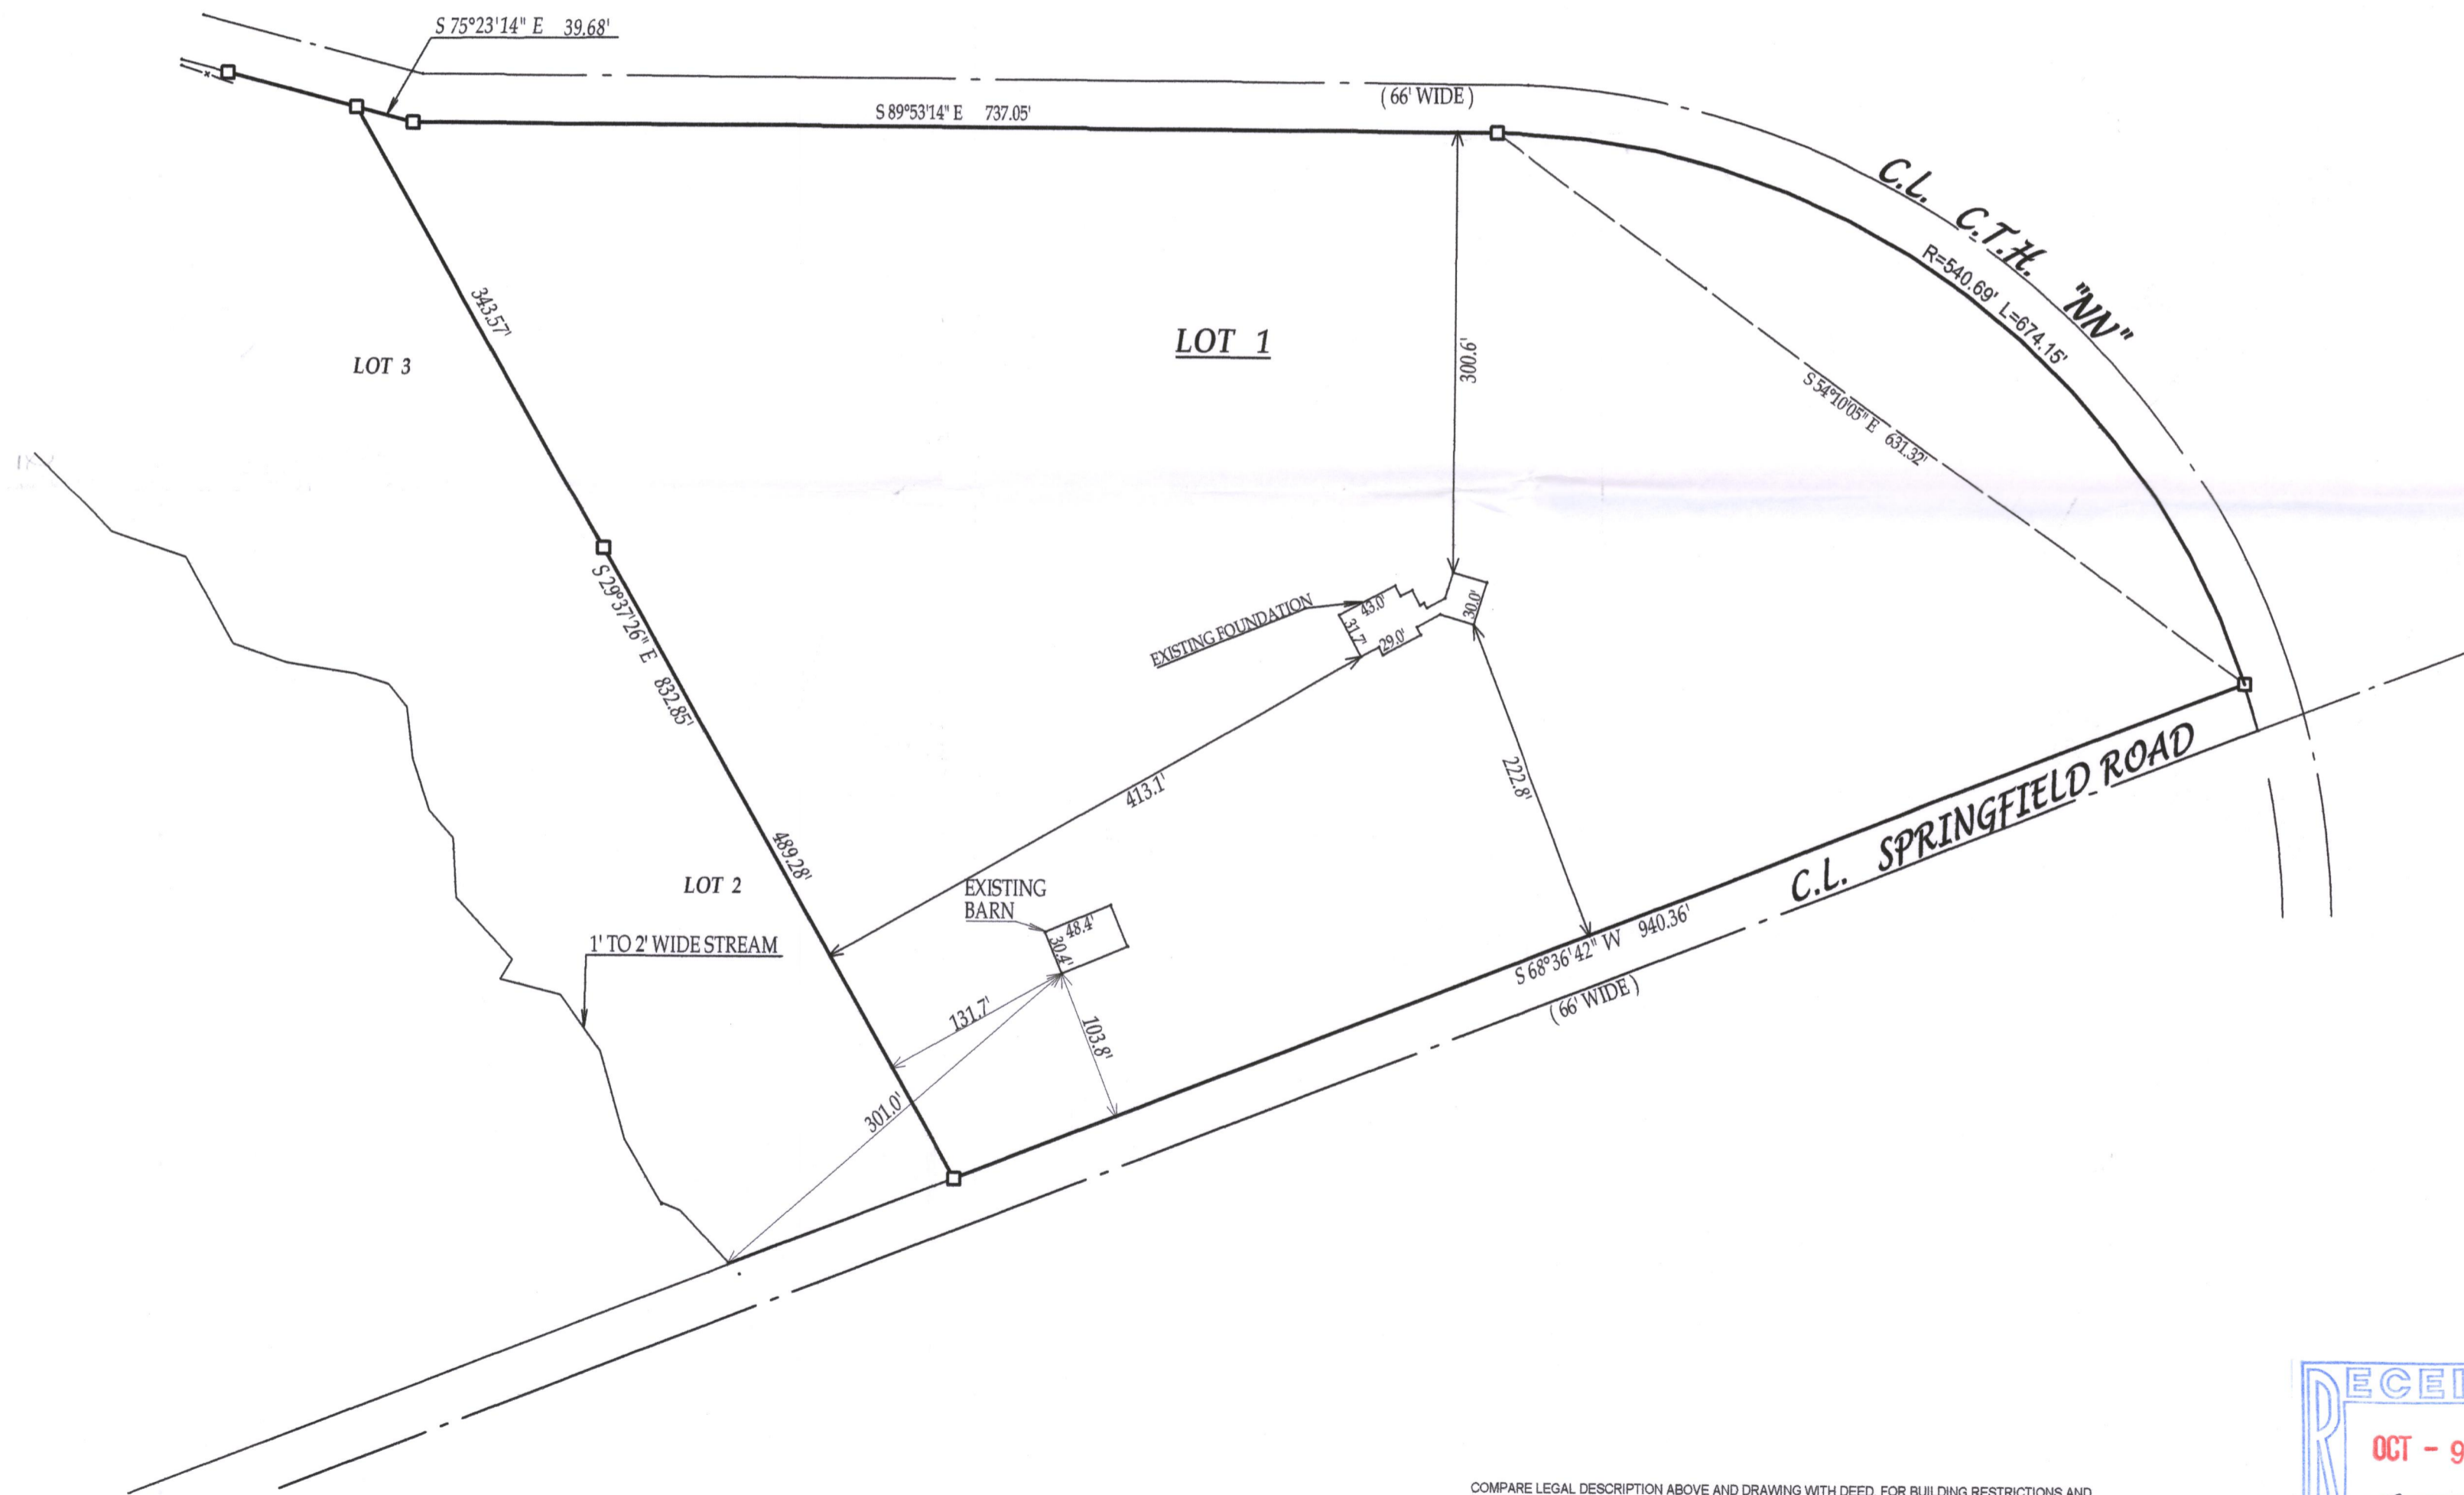 S 75°23'14" E 39.68'
(66' WIDE)
S 89°53'14" E 737.05'
C.L. C.T.H. "NN"
R=540.69' L=674.15'
S 54°10'05" E 631.32'
343.57'
LOT 3
LOT 1
300.6'
S 29°37'26" E 832.85'
EXISTING FOUNDATION
43.0'
31.7'
29.0'
30.0'
413.1'
222.8'
489.28'
LOT 2
EXISTING
BARN
48.4'
30.4'
1' TO 2' WIDE STREAM
131.7'
103.8'
301.0'
C.L. SPRINGFIELD ROAD
S 68°36'42" W 940.36'
(66' WIDE)
RECEI
OCT - 9
COMPARE LEGAL DESCRIPTION ABOVE AND DRAWING WITH DEED. FOR BUILDING RESTRICTIONS AND